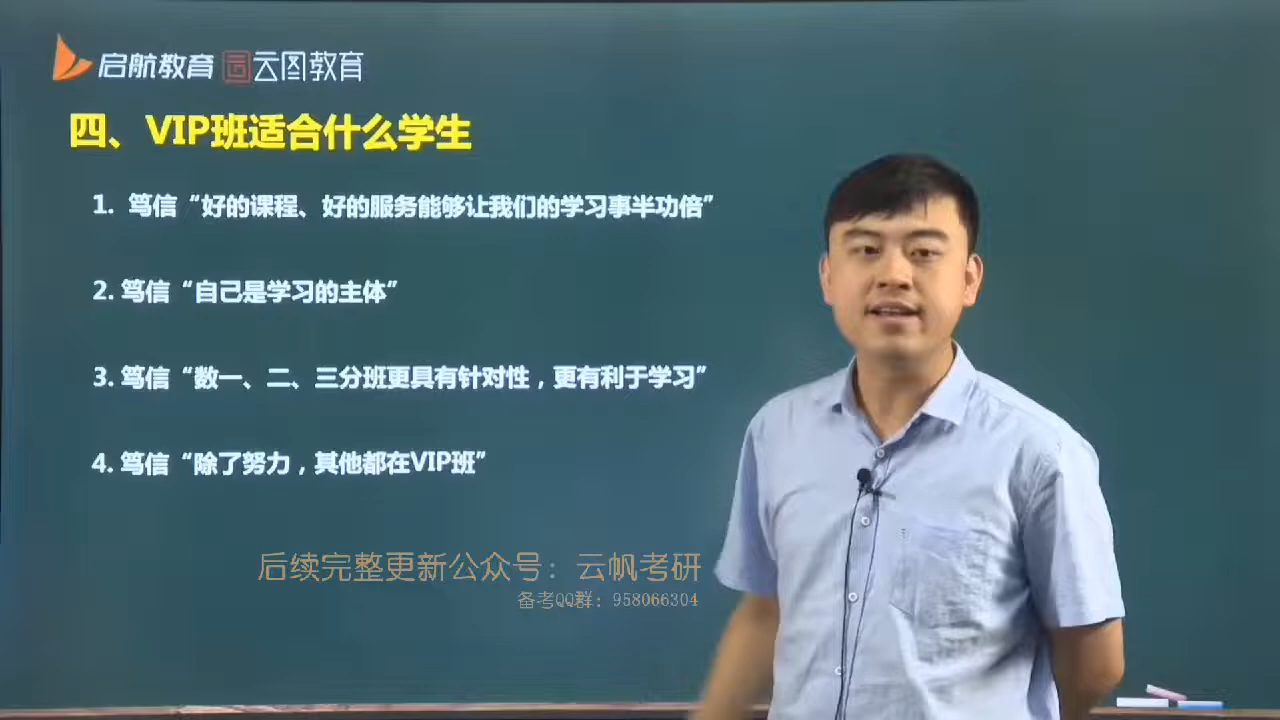 启航教育 云图教育
四、VIP班适合什么学生
1. 笃信“好的课程、好的服务能够让我们的学习事半功倍”
2. 笃信“自己是学习的主体”
3. 笃信“数一、二、三分班更具有针对性，更有利于学习”
4. 笃信“除了努力，其他都在VIP班”
后续完整更新公众号：云帆考研
备考QQ群：958066304